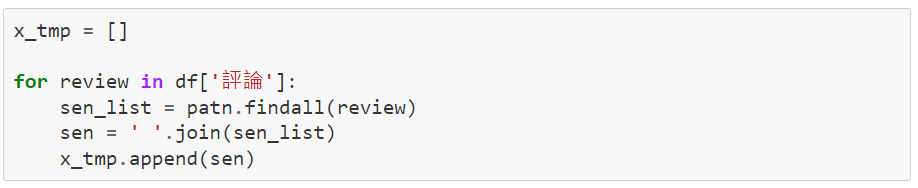 x_tmp = []
for review in df['評論']:
    sen_list = patn.findall(review)
    sen = ' '.join(sen_list)
    x_tmp.append(sen)